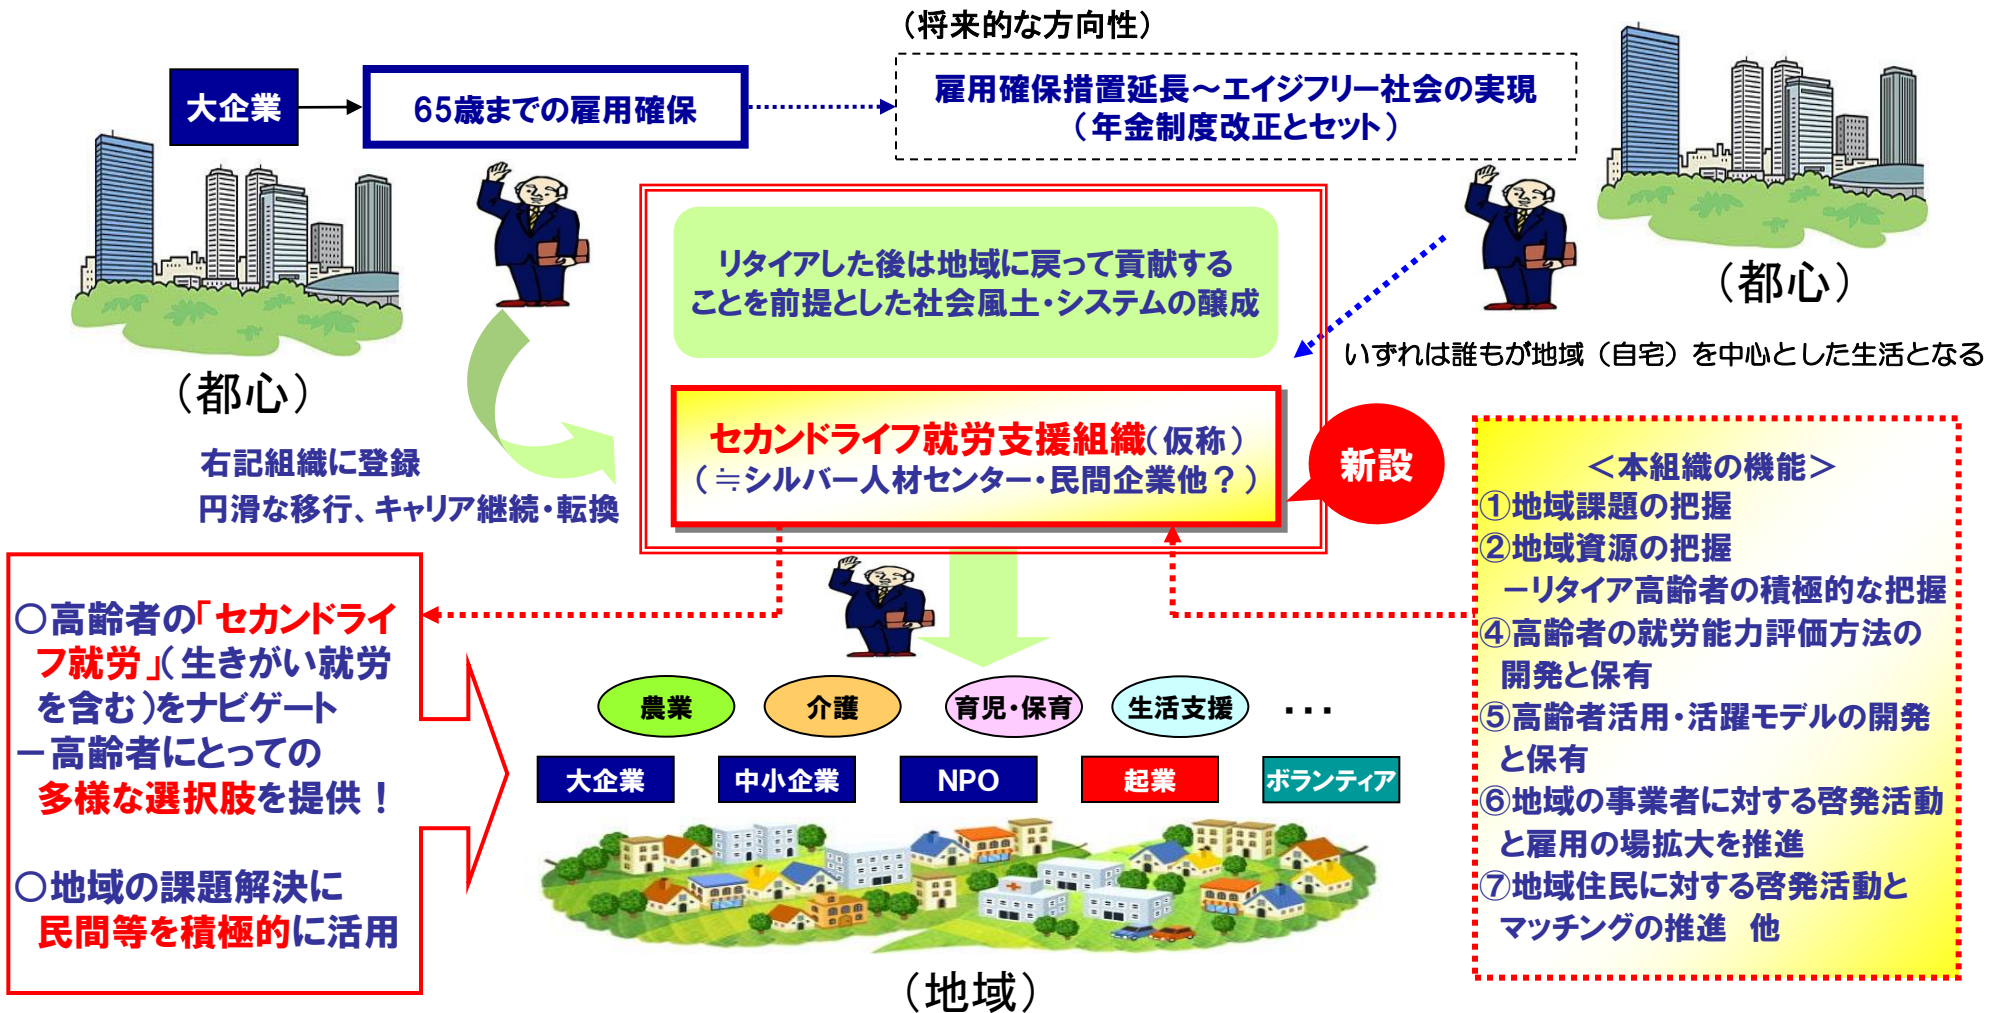 （将来的な方向性）
大企業
65歳までの雇用確保
雇用確保措置延長～エイジフリー社会の実現
（年金制度改正とセット）
（都心）
（都心）
リタイアした後は地域に戻って貢献する
ことを前提とした社会風土・システムの醸成
いずれは誰もが地域（自宅）を中心とした生活となる
セカンドライフ就労支援組織（仮称）
（≒シルバー人材センター・民間企業他？）
新設
右記組織に登録
円滑な移行、キャリア継続・転換
＜本組織の機能＞
①地域課題の把握
②地域資源の把握
－リタイア高齢者の積極的な把握
④高齢者の就労能力評価方法の
開発と保有
⑤高齢者活用・活躍モデルの開発
と保有
⑥地域の事業者に対する啓発活動
と雇用の場拡大を推進
⑦地域住民に対する啓発活動と
マッチングの推進　他
○高齢者の「セカンドライ
フ就労」（生きがい就労
を含む）をナビゲート
－高齢者にとっての
多様な選択肢を提供！
○地域の課題解決に
民間等を積極的に活用
農業
介護
育児・保育
生活支援
・・・
大企業
中小企業
NPO
起業
ボランティア
（地域）